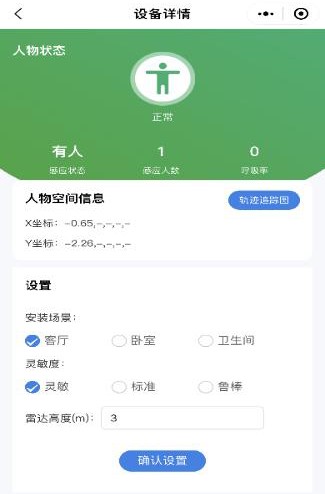 设备详情
人物状态
正常
有人 1 0
感应状态 感应人数 呼吸率
人物空间信息 轨迹追踪图
X坐标: -0.65,-,-,-,-
Y坐标: -2.26,-,-,-,-
设置
安装场景:
客厅 卧室 卫生间
灵敏度:
灵敏 标准 鲁棒
雷达高度(m): 3
确认设置